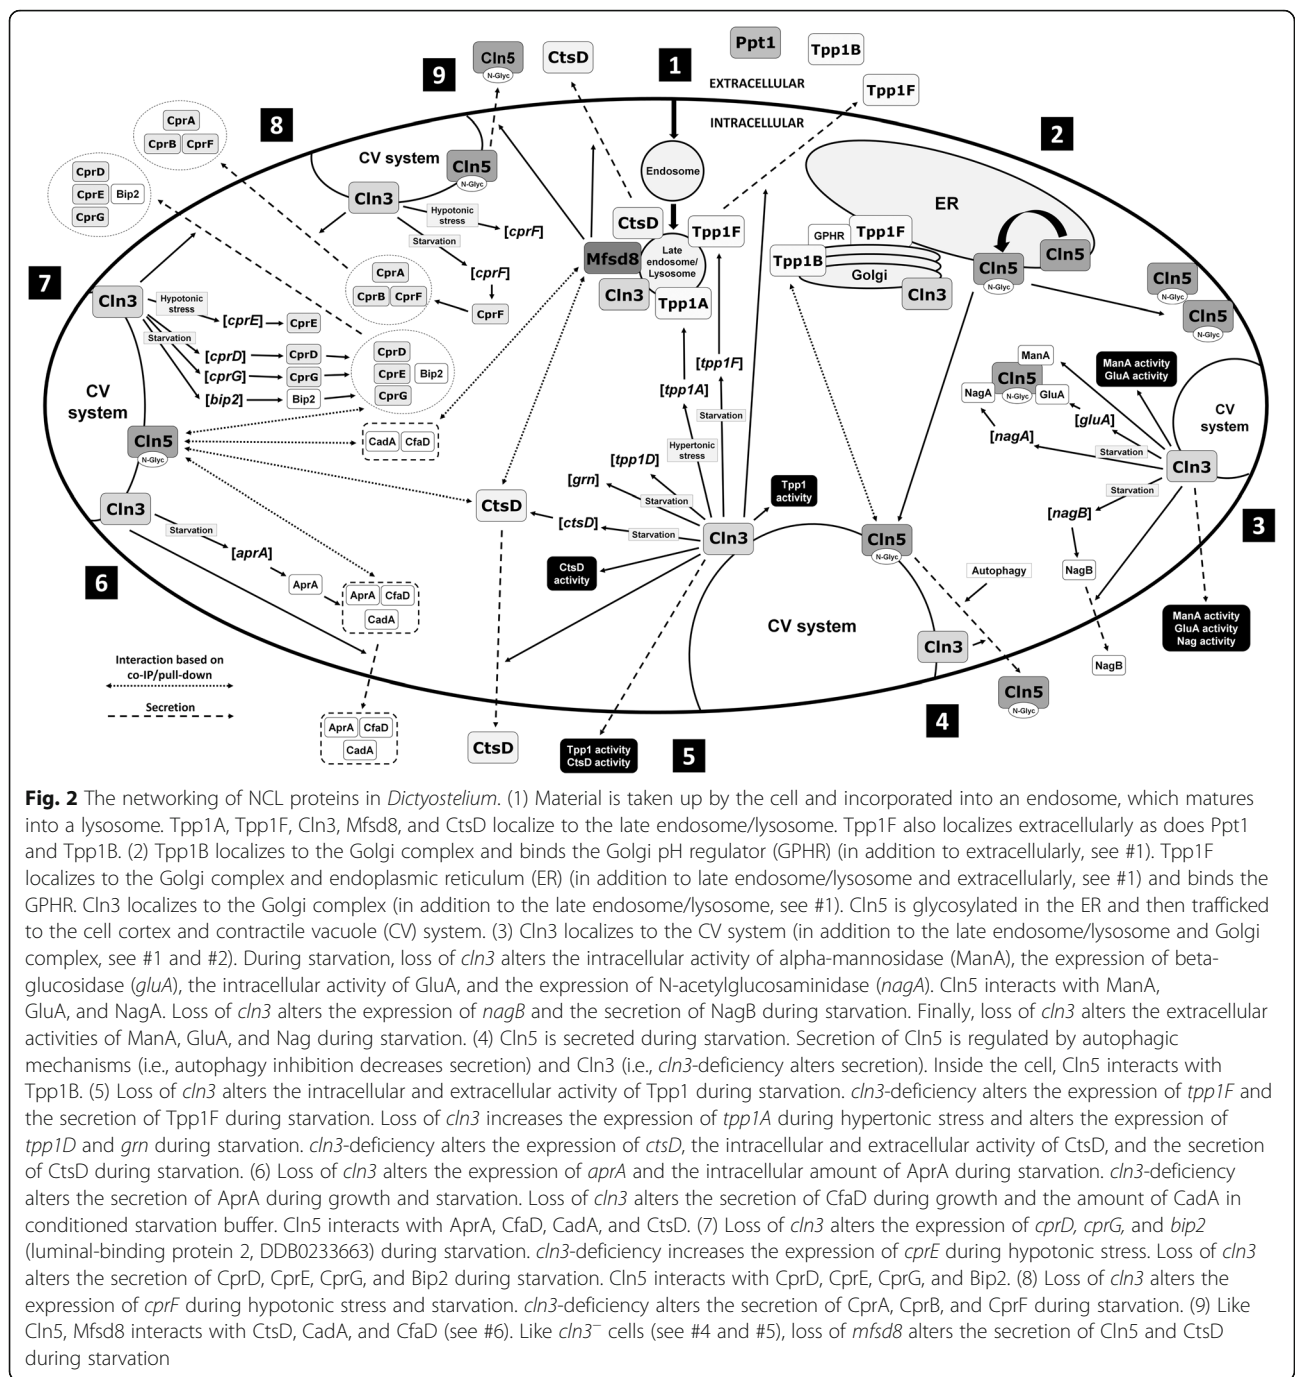 Ppt1
Tpp1B
Cln5
N-Glyc
CtsD
9
1
EXTRACELLULAR
Tpp1F
INTRACELLULAR
8
2
CprA
CprB CprF
CV system
Cln5
N-Glyc
Endosome
CprD
CprE Bip2
CprG
Cln3
Hypotonic
stress
[cprF]
Starvation
[cprF]
CprF
CprA
CprB CprF
CtsD
Tpp1F
Mfsd8
Late
endosome/
Lysosome
Cln3
Tpp1A
ER
GPHR
Tpp1F
Tpp1B
Golgi
Cln3
Cln5
Cln5
N-Glyc
Cln5
N-Glyc
Cln5
N-Glyc
7
Cln3
Hypotonic
stress
[cprE]
CprE
Starvation
[cprD]
CprD
[cprG]
CprG
[bip2]
Bip2
CprD
CprE Bip2
CprG
CV
system
Cln5
N-Glyc
CadA CfaD
[tpp1F]
[tpp1A]
Starvation
Hypertonic
stress
[tpp1D]
[grn]
Starvation
[ctsD]
Starvation
CtsD
Cln3
Tpp1
activity
CtsD
activity
ManA
Cln5
N-Glyc
NagA
GluA
ManA activity
GluA activity
[gluA]
[nagA]
Starvation
Cln3
CV
system
Starvation
[nagB]
NagB
3
ManA activity
GluA activity
Nag activity
NagB
Cln3
Starvation
[aprA]
6
AprA
AprA CfaD
CadA
Cln5
N-Glyc
Autophagy
CV system
Cln3
Cln5
N-Glyc
4
Interaction based on
co-IP/pull-down
Secretion
AprA CfaD
CadA
CtsD
Tpp1 activity
CtsD activity
5
Fig. 2 The networking of NCL proteins in Dictyostelium. (1) Material is taken up by the cell and incorporated into an endosome, which matures
into a lysosome. Tpp1A, Tpp1F, Cln3, Mfsd8, and CtsD localize to the late endosome/lysosome. Tpp1F also localizes extracellularly as does Ppt1
and Tpp1B. (2) Tpp1B localizes to the Golgi complex and binds the Golgi pH regulator (GPHR) (in addition to extracellularly, see #1). Tpp1F
localizes to the Golgi complex and endoplasmic reticulum (ER) (in addition to late endosome/lysosome and extracellularly, see #1) and binds the
GPHR. Cln3 localizes to the Golgi complex (in addition to the late endosome/lysosome, see #1). Cln5 is glycosylated in the ER and then trafficked
to the cell cortex and contractile vacuole (CV) system. (3) Cln3 localizes to the CV system (in addition to the late endosome/lysosome and Golgi
complex, see #1 and #2). During starvation, loss of cln3 alters the intracellular activity of alpha-mannosidase (ManA), the expression of beta-
glucosidase (gluA), the intracellular activity of GluA, and the expression of N-acetylglucosaminidase (nagA). Cln5 interacts with ManA,
GluA, and NagA. Loss of cln3 alters the expression of nagB and the secretion of NagB during starvation. Finally, loss of cln3 alters the extracellular
activities of ManA, GluA, and Nag during starvation. (4) Cln5 is secreted during starvation. Secretion of Cln5 is regulated by autophagic
mechanisms (i.e., autophagy inhibition decreases secretion) and Cln3 (i.e., cln3-deficiency alters secretion). Inside the cell, Cln5 interacts with
Tpp1B. (5) Loss of cln3 alters the intracellular and extracellular activity of Tpp1 during starvation. cln3-deficiency alters the expression of tpp1F and
the secretion of Tpp1F during starvation. Loss of cln3 increases the expression of tpp1A during hypertonic stress and alters the expression of
tpp1D and grn during starvation. cln3-deficiency alters the expression of ctsD, the intracellular and extracellular activity of CtsD, and the secretion
of CtsD during starvation. (6) Loss of cln3 alters the expression of aprA and the intracellular amount of AprA during starvation. cln3-deficiency
alters the secretion of AprA during growth and starvation. Loss of cln3 alters the secretion of CfaD during growth and the amount of CadA in
conditioned starvation buffer. Cln5 interacts with AprA, CfaD, CadA, and CtsD. (7) Loss of cln3 alters the expression of cprD, cprG, and bip2
(luminal-binding protein 2, DDB0233663) during starvation. cln3-deficiency increases the expression of cprE during hypotonic stress. Loss of cln3
alters the secretion of CprD, CprE, CprG, and Bip2 during starvation. Cln5 interacts with CprD, CprE, CprG, and Bip2. (8) Loss of cln3 alters the
expression of cprF during hypotonic stress and starvation. cln3-deficiency alters the secretion of CprA, CprB, and CprF during starvation. (9) Like
Cln5, Mfsd8 interacts with CtsD, CadA, and CfaD (see #6). Like cln3⁻ cells (see #4 and #5), loss of mfsd8 alters the secretion of Cln5 and CtsD
during starvation